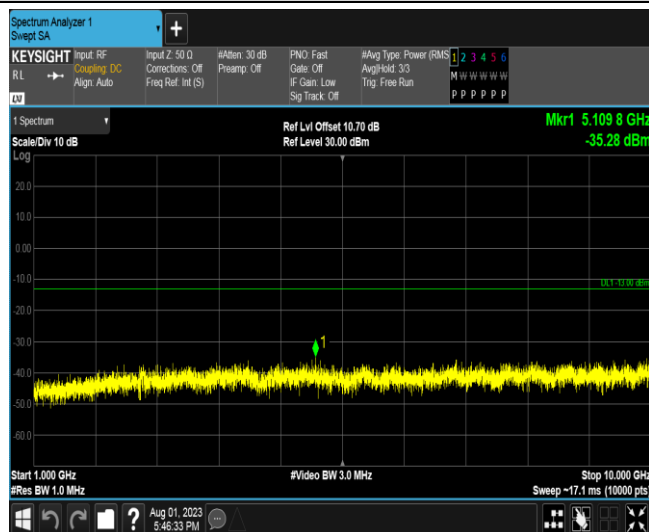 Spectrum Analyzer 1
Swept SA
+
KEYSIGHT
RL
LXI
Input: RF
Coupling: DC
Align: Auto
Input Z: 50 Ω
Corrections: Off
Freq Ref: Int (S)
#Atten: 30 dB
Preamp: Off
PNO: Fast
Gate: Off
IF Gain: Low
Sig Track: Off
#Avg Type: Power (RMS
Avg|Hold: 3/3
Trig: Free Run
1 2 3 4 5 6
M W W W W W
P P P P P P
1 Spectrum
Scale/Div 10 dB
Log
Ref Lvl Offset 10.70 dB
Ref Level 30.00 dBm
Mkr1 5.109 8 GHz
-35.28 dBm
20.0
10.0
0.00
-10.0
DL1 -13.00 dBm
-20.0
-30.0
1
-40.0
-50.0
-60.0
Start 1.000 GHz
#Video BW 3.0 MHz
Stop 10.000 GHz
#Res BW 1.0 MHz
Sweep ~17.1 ms (10000 pts)
?
Aug 01, 2023
5:46:33 PM